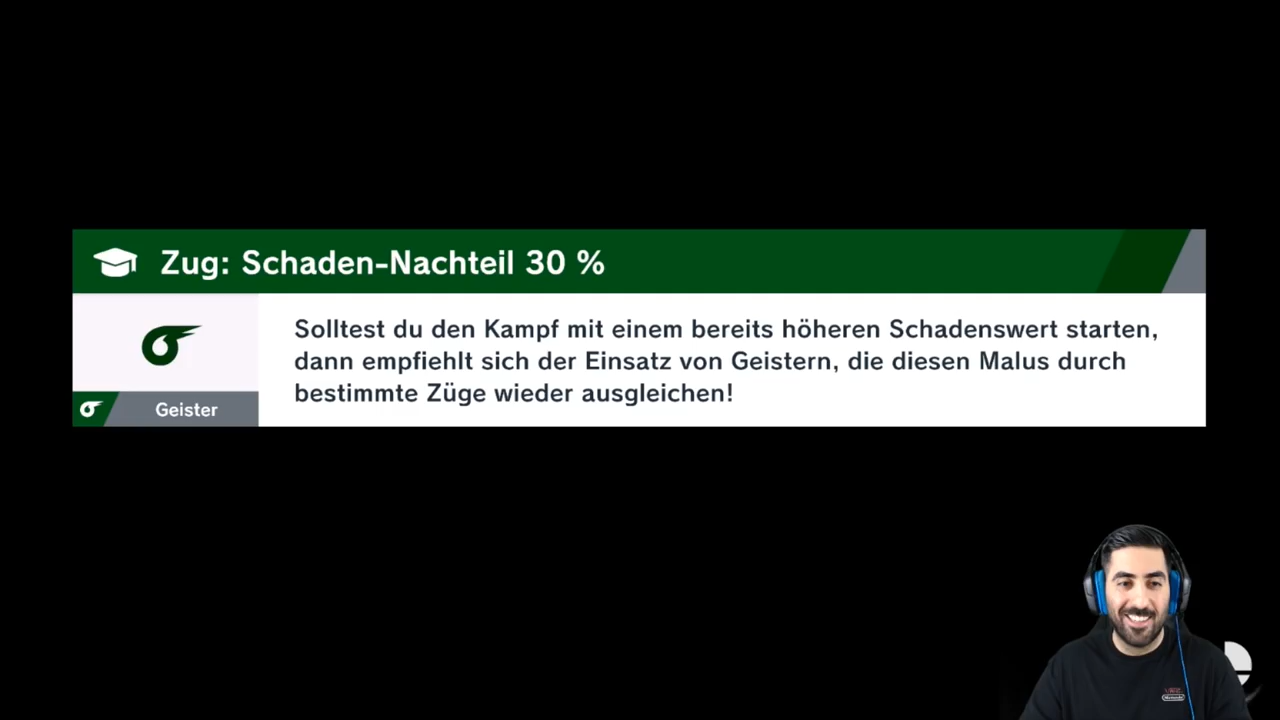 Zug: Schaden-Nachteil 30 %
Solltest du den Kampf mit einem bereits höheren Schadenswert starten,
dann empfiehlt sich der Einsatz von Geistern, die diesen Malus durch
bestimmte Züge wieder ausgleichen!
Geister
Nintendo